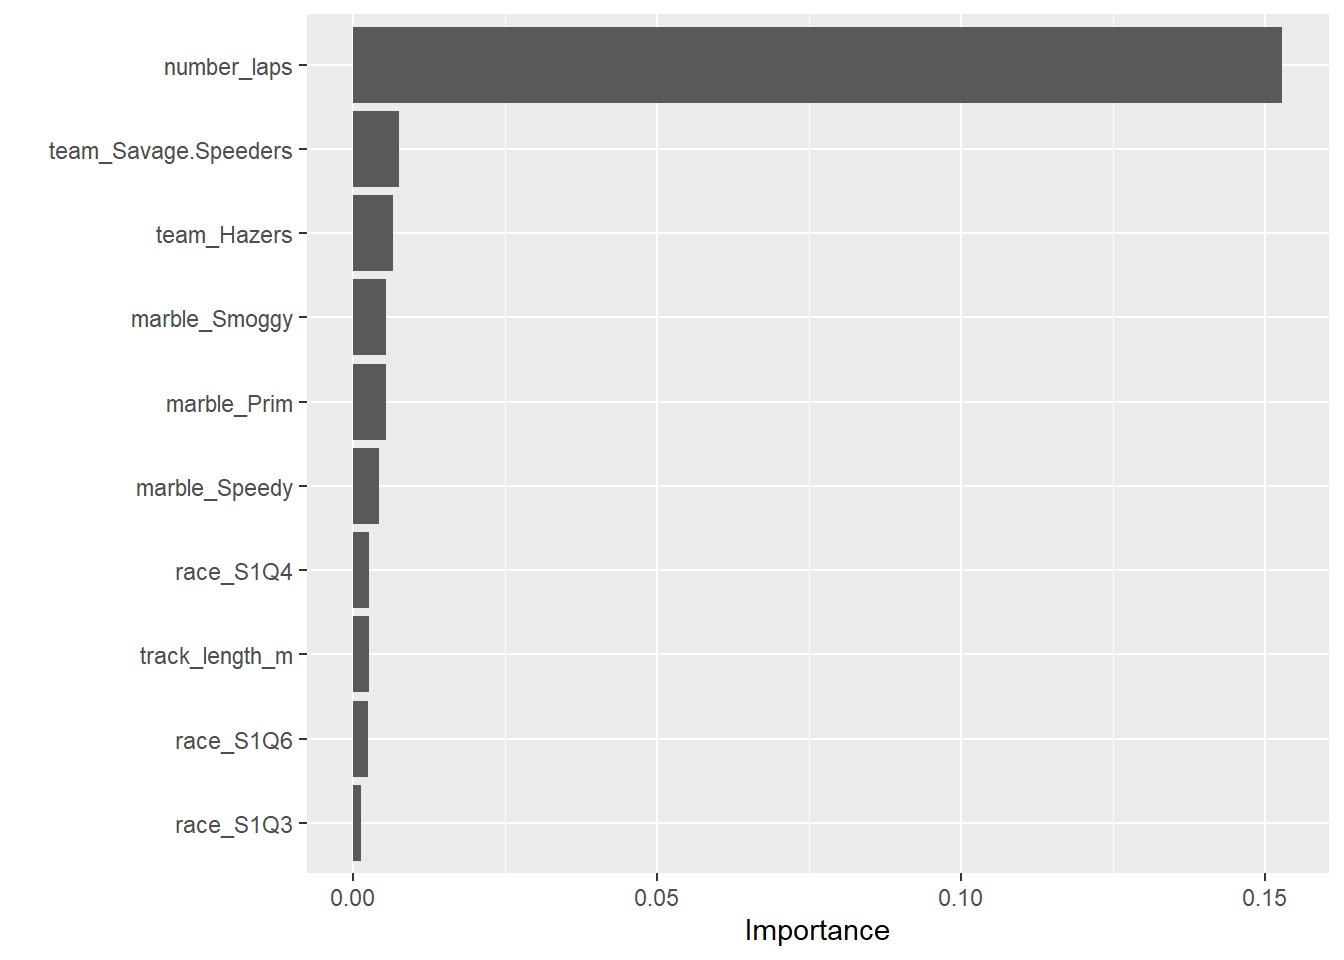 number_laps
team_Savage.Speeders
team_Hazers
marble_Smoggy
marble_Prim
marble_Speedy
race_S1Q4
track_length_m
race_S1Q6
race_S1Q3
0.00 0.05 0.10 0.15
Importance